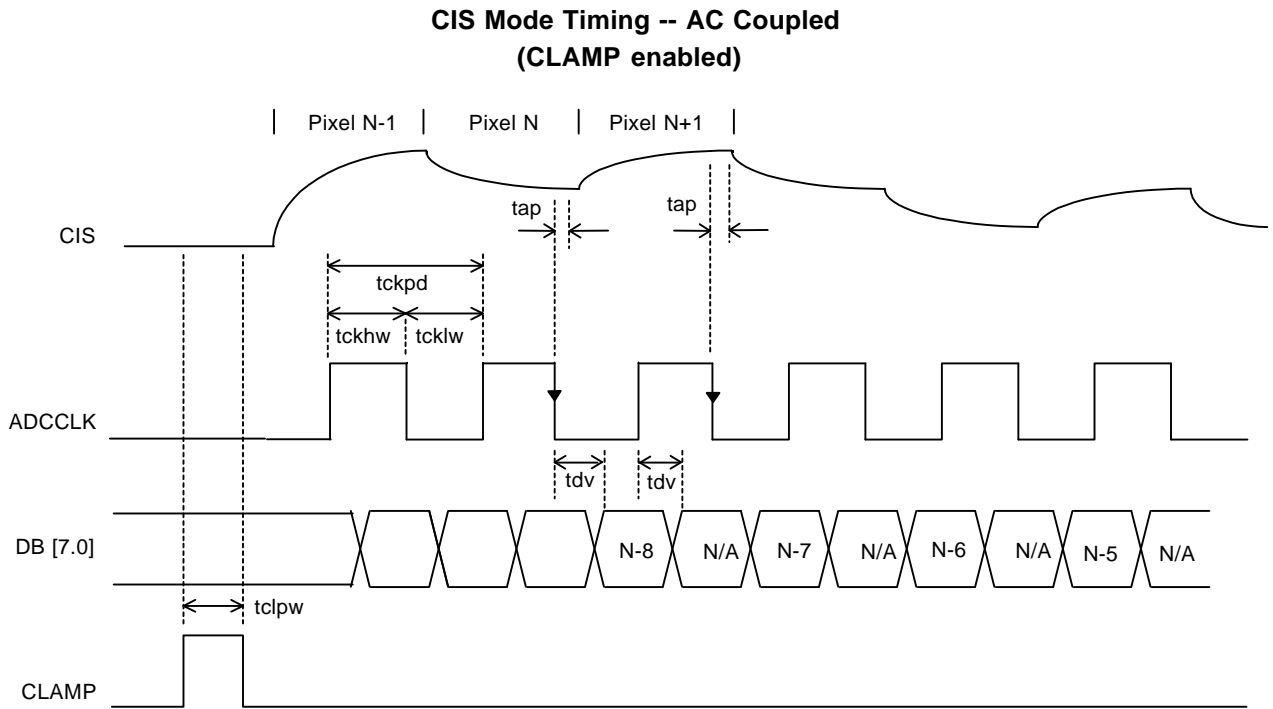 CIS Mode Timing -- AC Coupled
(CLAMP enabled)
| Pixel N-1 | Pixel N | Pixel N+1 |
tap
tap
CIS
tckpd
tckhw
tcklw
ADCCLK
tdv
tdv
DB [7.0]
N-8
N/A
N-7
N/A
N-6
N/A
N-5
N/A
tclpw
CLAMP